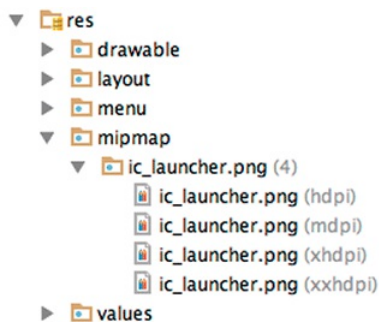 res
drawable
layout
menu
mipmap
ic_launcher.png (4)
ic_launcher.png (hdpi)
ic_launcher.png (mdpi)
ic_launcher.png (xhdpi)
ic_launcher.png (xxhdpi)
values